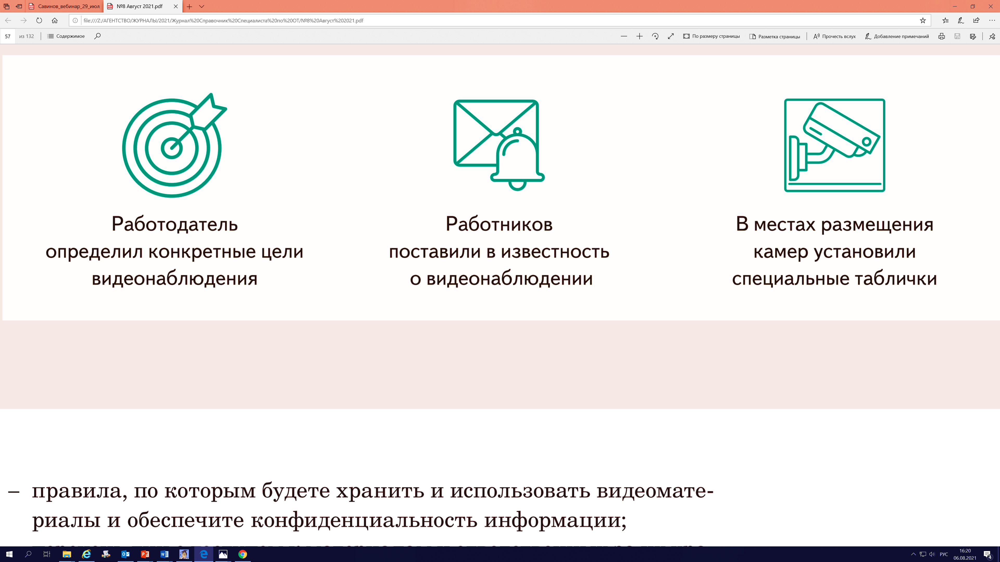 Савинов_вебинар_29_июл
№8 Август 2021.pdf
file:///Z:/АГЕНТСТВО/ЖУРНАЛЫ/2021/Журнал%20Справочник%20Специалиста%20по%20ОТ/№8%20Август%202021.pdf
57 из 132 Содержимое По размеру страницы Разметка страницы Прочесть вслух Добавление примечаний
Работодатель
определил конкретные цели
видеонаблюдения
Работников
поставили в известность
о видеонаблюдении
В местах размещения
камер установили
специальные таблички
– правила, по которым будете хранить и использовать видеомате-
риалы и обеспечите конфиденциальность информации;
РУС
16:20
06.08.2021
4